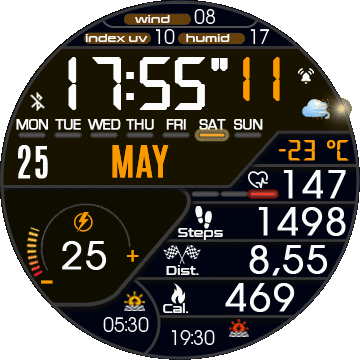 wind 08
index uv 10 humid 17
17:55" 11
MON TUE WED THU FRI SAT SUN
25 MAY -23 °C
147
Steps 1498
25 +
-
Dist. 8,55
Cal. 469
05:30 19:30